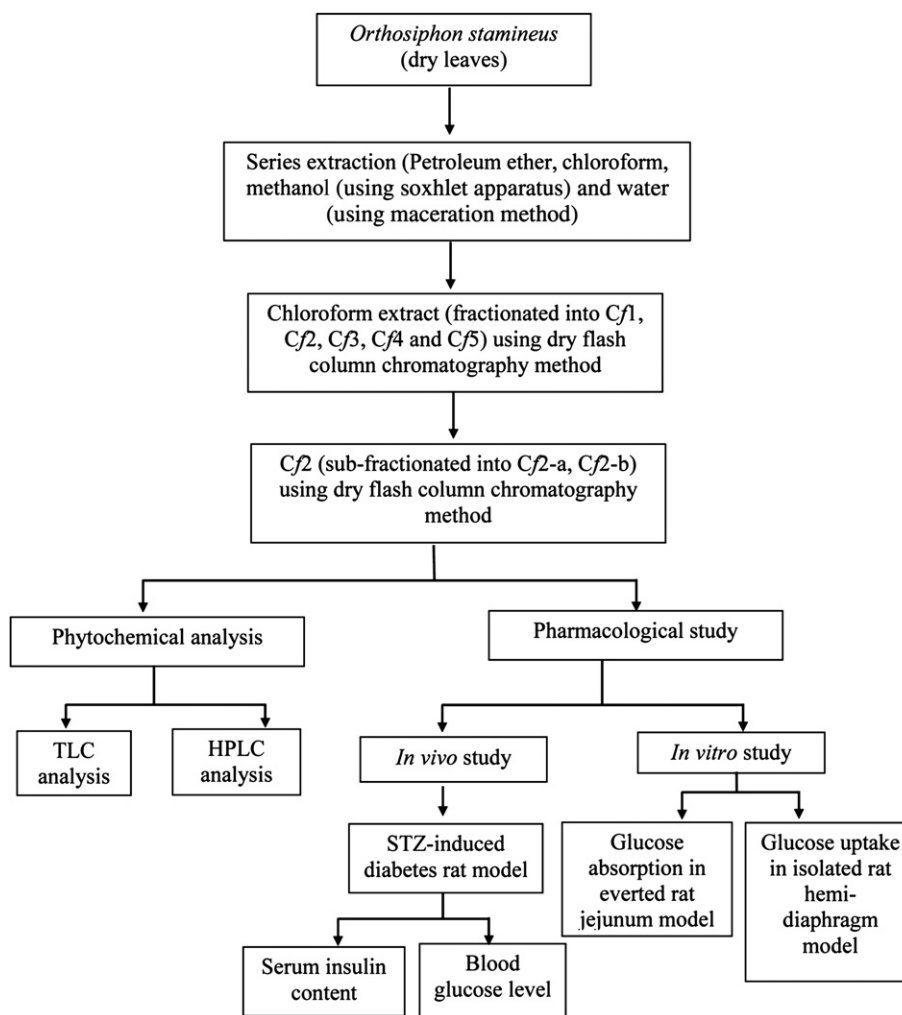 Orthosiphon stamineus
(dry leaves)
Series extraction (Petroleum ether, chloroform,
methanol (using soxhlet apparatus) and water
(using maceration method)
Chloroform extract (fractionated into Cf1,
Cf2, Cf3, Cf4 and Cf5) using dry flash
column chromatography method
Cf2 (sub-fractionated into Cf2-a, Cf2-b)
using dry flash column chromatography
method
Phytochemical analysis
Pharmacological study
TLC
analysis
HPLC
analysis
In vivo study
In vitro study
STZ-induced
diabetes rat model
Glucose
absorption in
everted rat
jejunum model
Glucose uptake
in isolated rat
hemi-
diaphragm
model
Serum insulin
content
Blood
glucose level